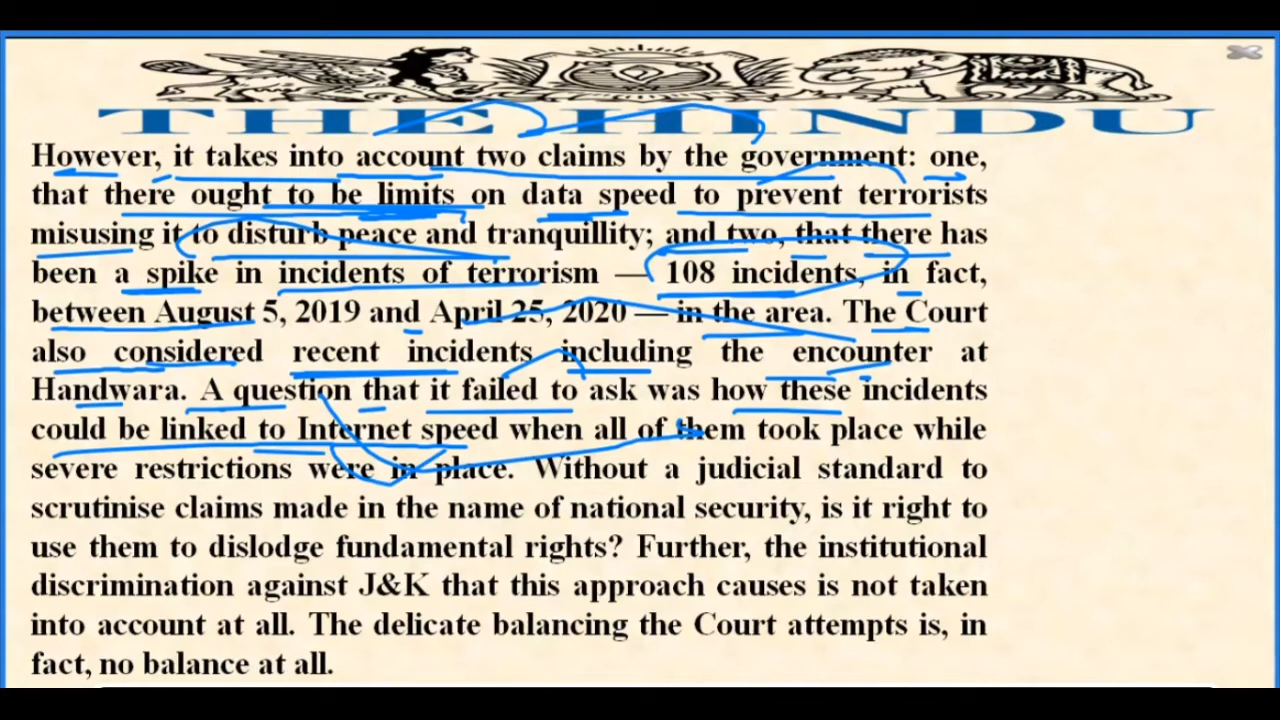 THE HINDU
However, it takes into account two claims by the government: one,
that there ought to be limits on data speed to prevent terrorists
misusing it to disturb peace and tranquillity; and two, that there has
been a spike in incidents of terrorism — 108 incidents, in fact,
between August 5, 2019 and April 25, 2020 — in the area. The Court
also considered recent incidents including the encounter at
Handwara. A question that it failed to ask was how these incidents
could be linked to Internet speed when all of them took place while
severe restrictions were in place. Without a judicial standard to
scrutinise claims made in the name of national security, is it right to
use them to dislodge fundamental rights? Further, the institutional
discrimination against J&K that this approach causes is not taken
into account at all. The delicate balancing the Court attempts is, in
fact, no balance at all.